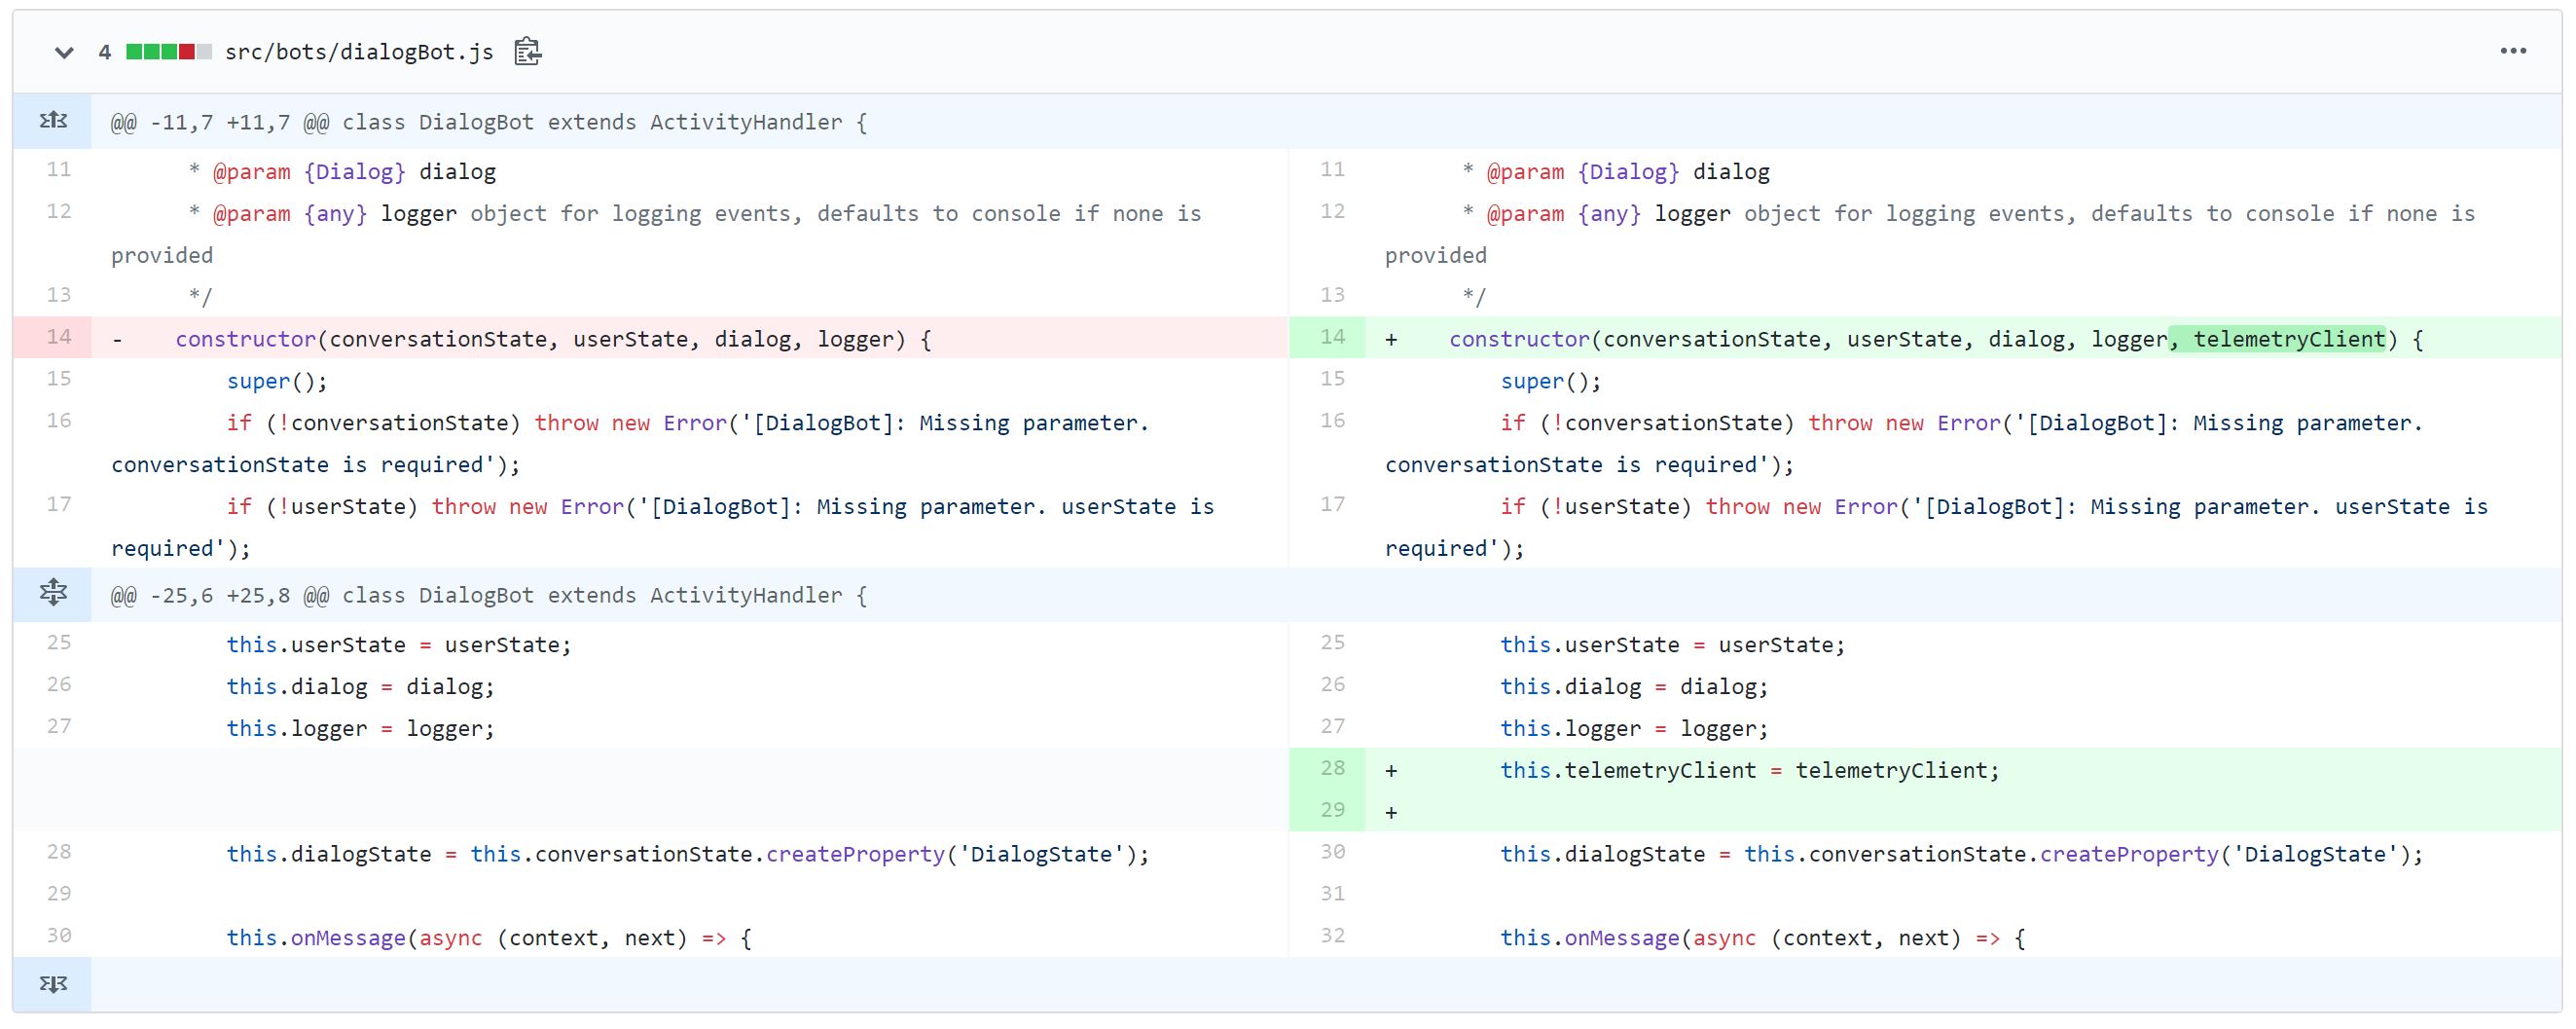 4 src/bots/dialogBot.js
@@ -11,7 +11,7 @@ class DialogBot extends ActivityHandler {
11 * @param {Dialog} dialog
12 * @param {any} logger object for logging events, defaults to console if none is
provided
13 */
14 - constructor(conversationState, userState, dialog, logger) {
15 super();
16 if (!conversationState) throw new Error('[DialogBot]: Missing parameter.
conversationState is required');
17 if (!userState) throw new Error('[DialogBot]: Missing parameter. userState is
required');
11 * @param {Dialog} dialog
12 * @param {any} logger object for logging events, defaults to console if none is
provided
13 */
14 + constructor(conversationState, userState, dialog, logger, telemetryClient) {
15 super();
16 if (!conversationState) throw new Error('[DialogBot]: Missing parameter.
conversationState is required');
17 if (!userState) throw new Error('[DialogBot]: Missing parameter. userState is
required');
@@ -25,6 +25,8 @@ class DialogBot extends ActivityHandler {
25 this.userState = userState;
26 this.dialog = dialog;
27 this.logger = logger;
28 this.dialogState = this.conversationState.createProperty('DialogState');
29
30 this.onMessage(async (context, next) => {
25 this.userState = userState;
26 this.dialog = dialog;
27 this.logger = logger;
28 + this.telemetryClient = telemetryClient;
29 +
30 this.dialogState = this.conversationState.createProperty('DialogState');
31
32 this.onMessage(async (context, next) => {